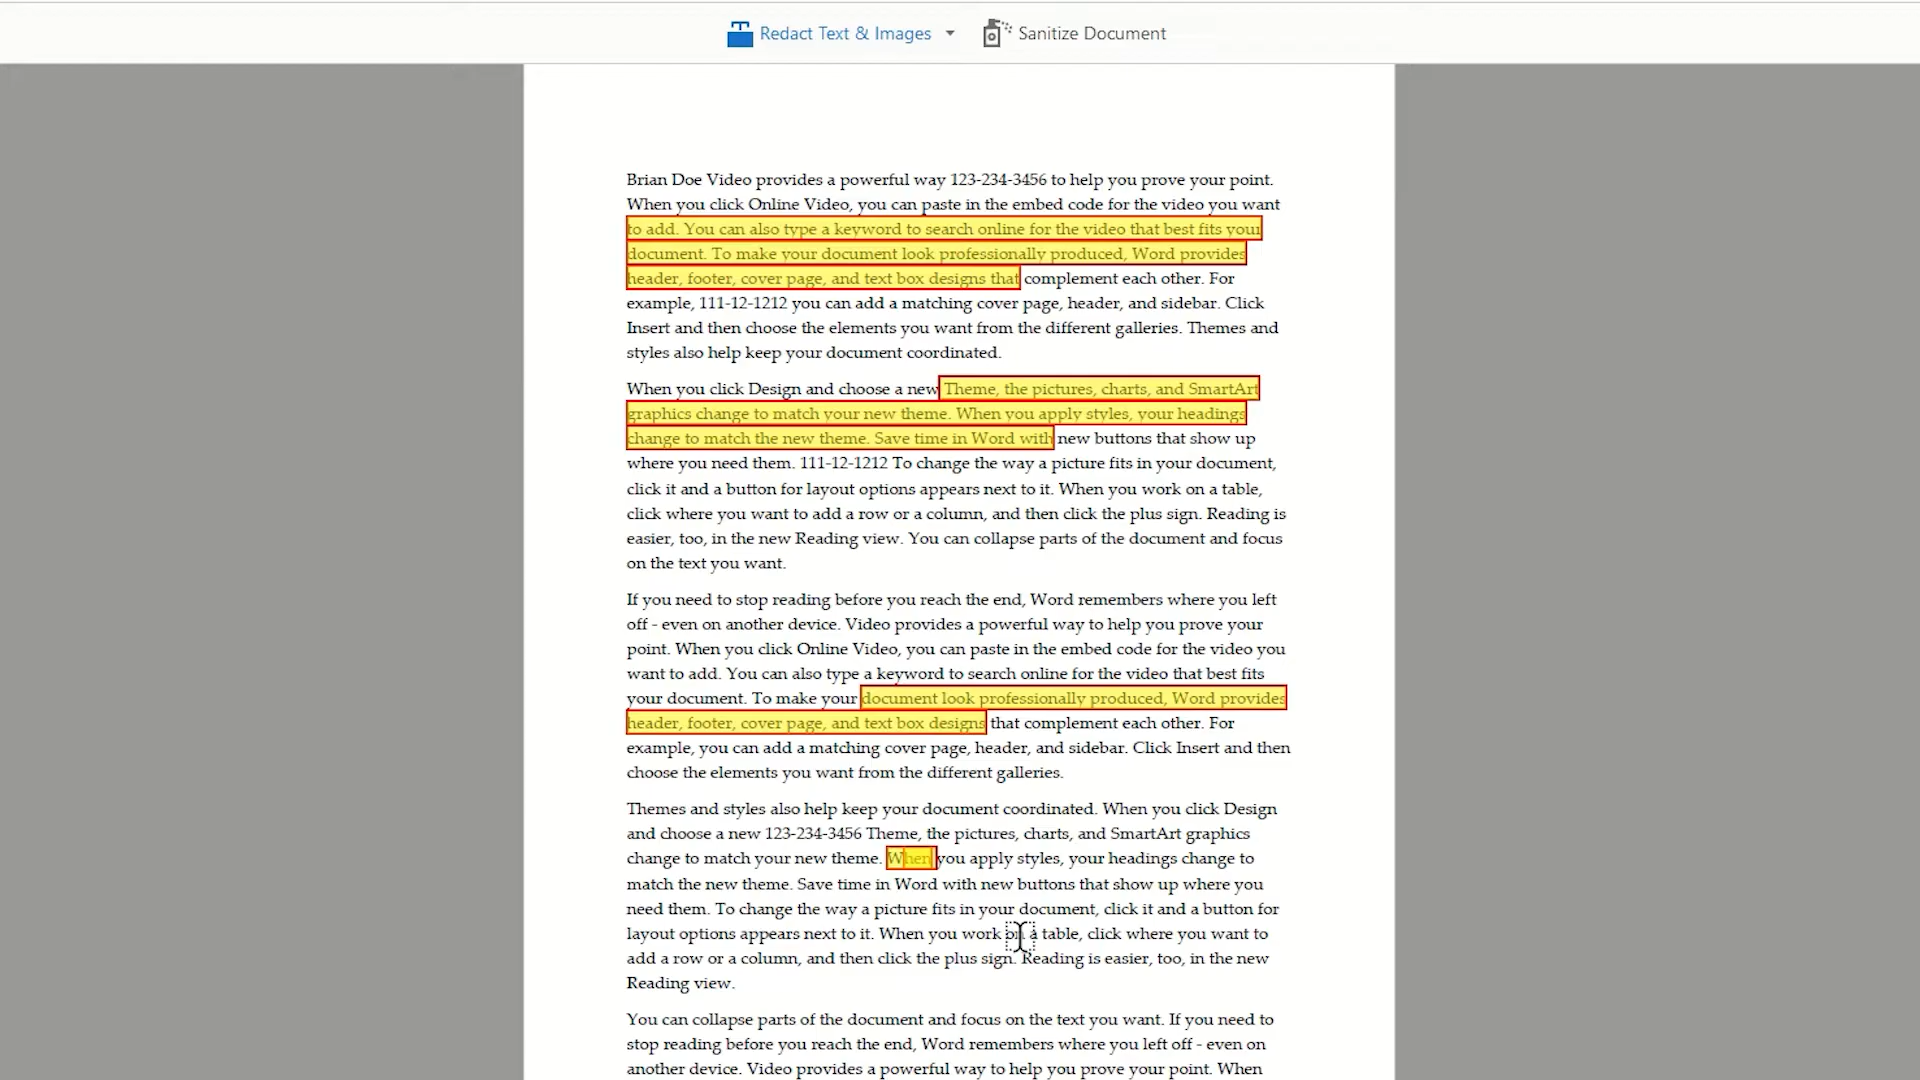 Redact Text & Images
Sanitize Document
Brian Doe Video provides a powerful way 123-234-3456 to help you prove your point.
When you click Online Video, you can paste in the embed code for the video you want
to add. You can also type a keyword to search online for the video that best fits your
document. To make your document look professionally produced, Word provides
header, footer, cover page, and text box designs that complement each other. For
example, 111-12-1212 you can add a matching cover page, header, and sidebar. Click
Insert and then choose the elements you want from the different galleries. Themes and
styles also help keep your document coordinated.
When you click Design and choose a new Theme, the pictures, charts, and SmartArt
graphics change to match your new theme. When you apply styles, your headings
change to match the new theme. Save time in Word with new buttons that show up
where you need them. 111-12-1212 To change the way a picture fits in your document,
click it and a button for layout options appears next to it. When you work on a table,
click where you want to add a row or a column, and then click the plus sign. Reading is
easier, too, in the new Reading view. You can collapse parts of the document and focus
on the text you want.
If you need to stop reading before you reach the end, Word remembers where you left
off - even on another device. Video provides a powerful way to help you prove your
point. When you click Online Video, you can paste in the embed code for the video you
want to add. You can also type a keyword to search online for the video that best fits
your document. To make your document look professionally produced, Word provides
header, footer, cover page, and text box designs that complement each other. For
example, you can add a matching cover page, header, and sidebar. Click Insert and then
choose the elements you want from the different galleries.
Themes and styles also help keep your document coordinated. When you click Design
and choose a new 123-234-3456 Theme, the pictures, charts, and SmartArt graphics
change to match your new theme. When you apply styles, your headings change to
match the new theme. Save time in Word with new buttons that show up where you
need them. To change the way a picture fits in your document, click it and a button for
layout options appears next to it. When you work on a table, click where you want to
add a row or a column, and then click the plus sign. Reading is easier, too, in the new
Reading view.
You can collapse parts of the document and focus on the text you want. If you need to
stop reading before you reach the end, Word remembers where you left off - even on
another device. Video provides a powerful way to help you prove your point. When